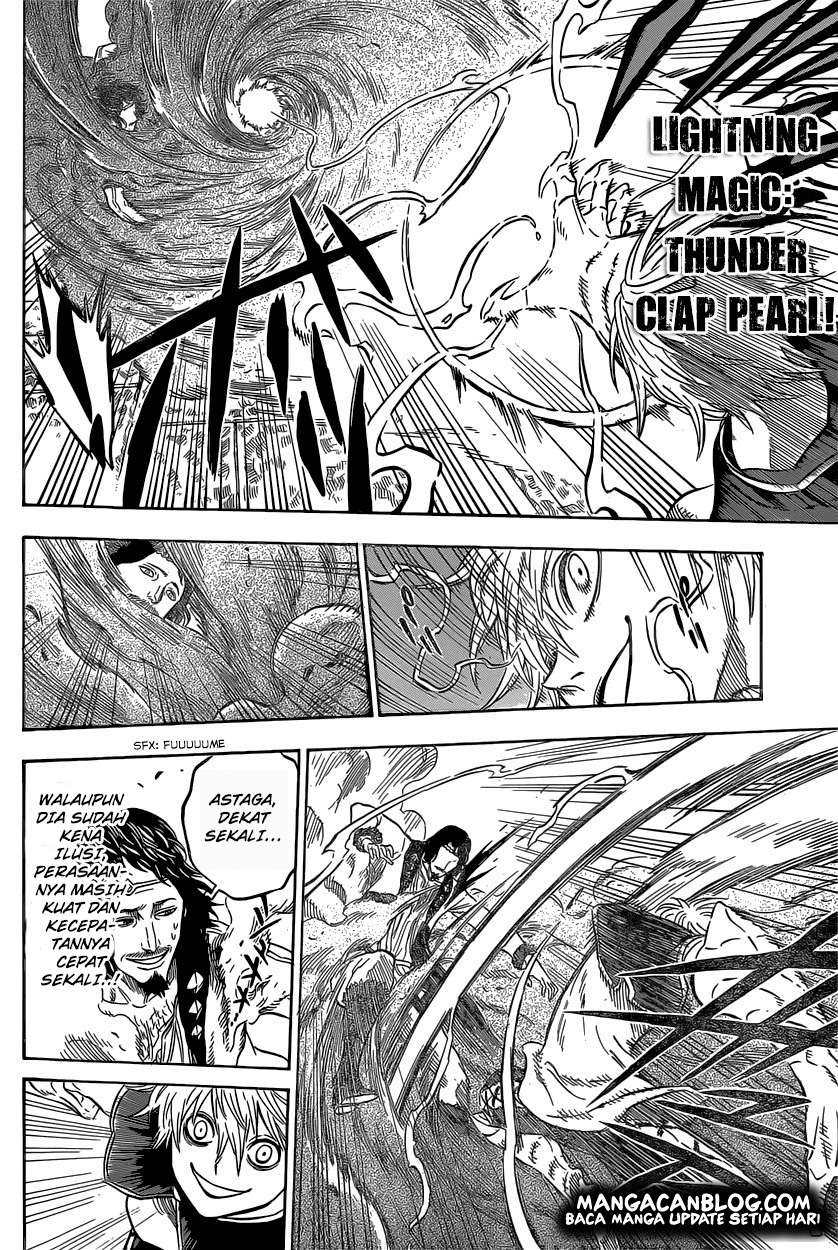 LIGHTNING
MAGIC:
THUNDER
CLAP PEARL!
SFX: FUUUUUME
ASTAGA,
DEKAT
SEKALI...
WALAUPUN
DIA SUDAH
KENA
ILUSI,
PERASAAN-
NYA MASIH
KUAT DAN
KECEPA-
TANNYA
CEPAT
SEKALI...!
MANGACANBLOG.COM
BACA MANGA UPDATE SETIAP HARI